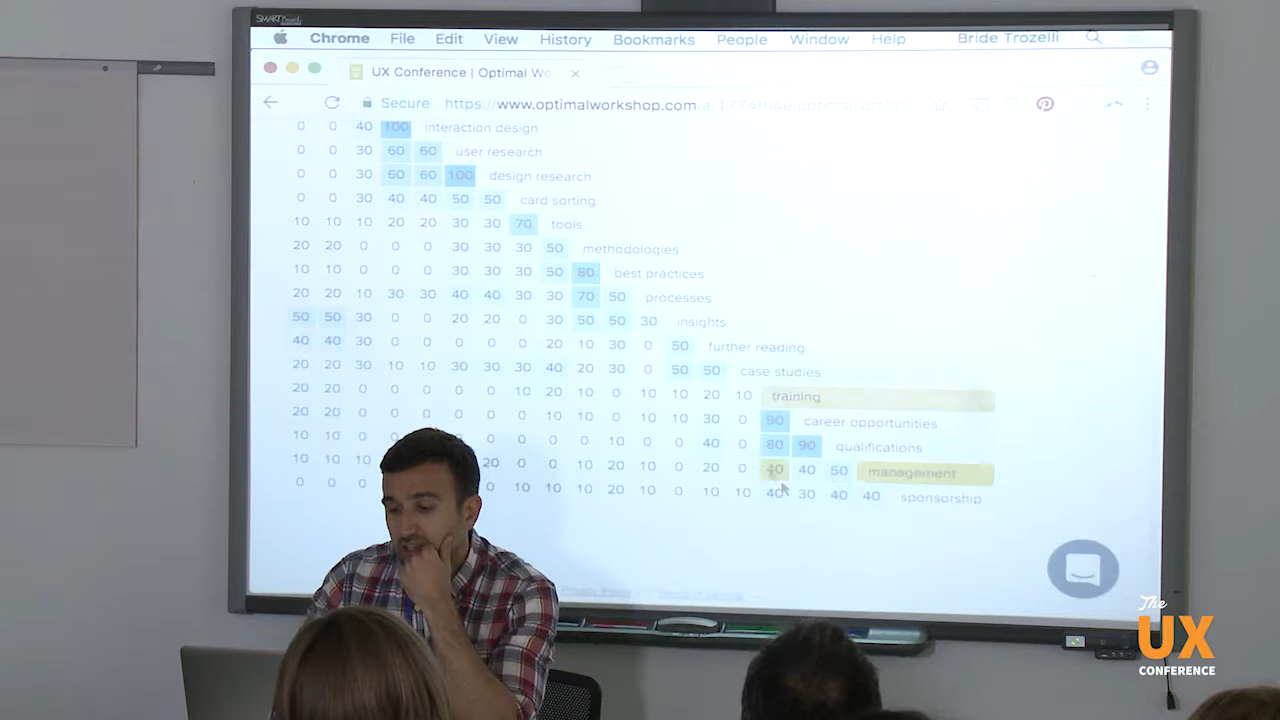 SMART Board
Chrome File Edit View History Bookmarks People Window Help Bride Trozelli
UX Conference | Optimal Wo
Secure https://www.optimalworkshop.com
0 0 40 100 interaction design
0 0 30 60 60 user research
0 0 30 60 60 100 design research
0 0 30 40 40 50 50 card sorting
10 10 10 20 20 30 30 70 tools
20 20 0 0 0 30 30 30 50 methodologies
10 10 0 0 0 30 30 30 50 80 best practices
20 20 10 30 30 40 40 30 30 70 50 processes
50 50 30 0 0 20 20 0 30 50 50 30 insights
40 40 30 0 0 0 0 0 20 10 30 0 50 further reading
20 20 30 10 10 30 30 30 40 20 30 0 50 50 case studies
20 20 0 0 0 0 0 10 20 10 0 10 10 20 10 training
20 20 0 0 0 0 0 0 10 10 0 10 10 30 0 90 career opportunities
10 10 0 0 0 0 10 0 0 40 0 80 90 qualifications
10 10 10 20 0 0 10 20 10 0 20 0 40 40 50 management
0 0 0 0 10 10 10 20 10 0 10 10 40 30 40 40 sponsorship
Privacy Policy Terms of Service
The
UX
CONFERENCE